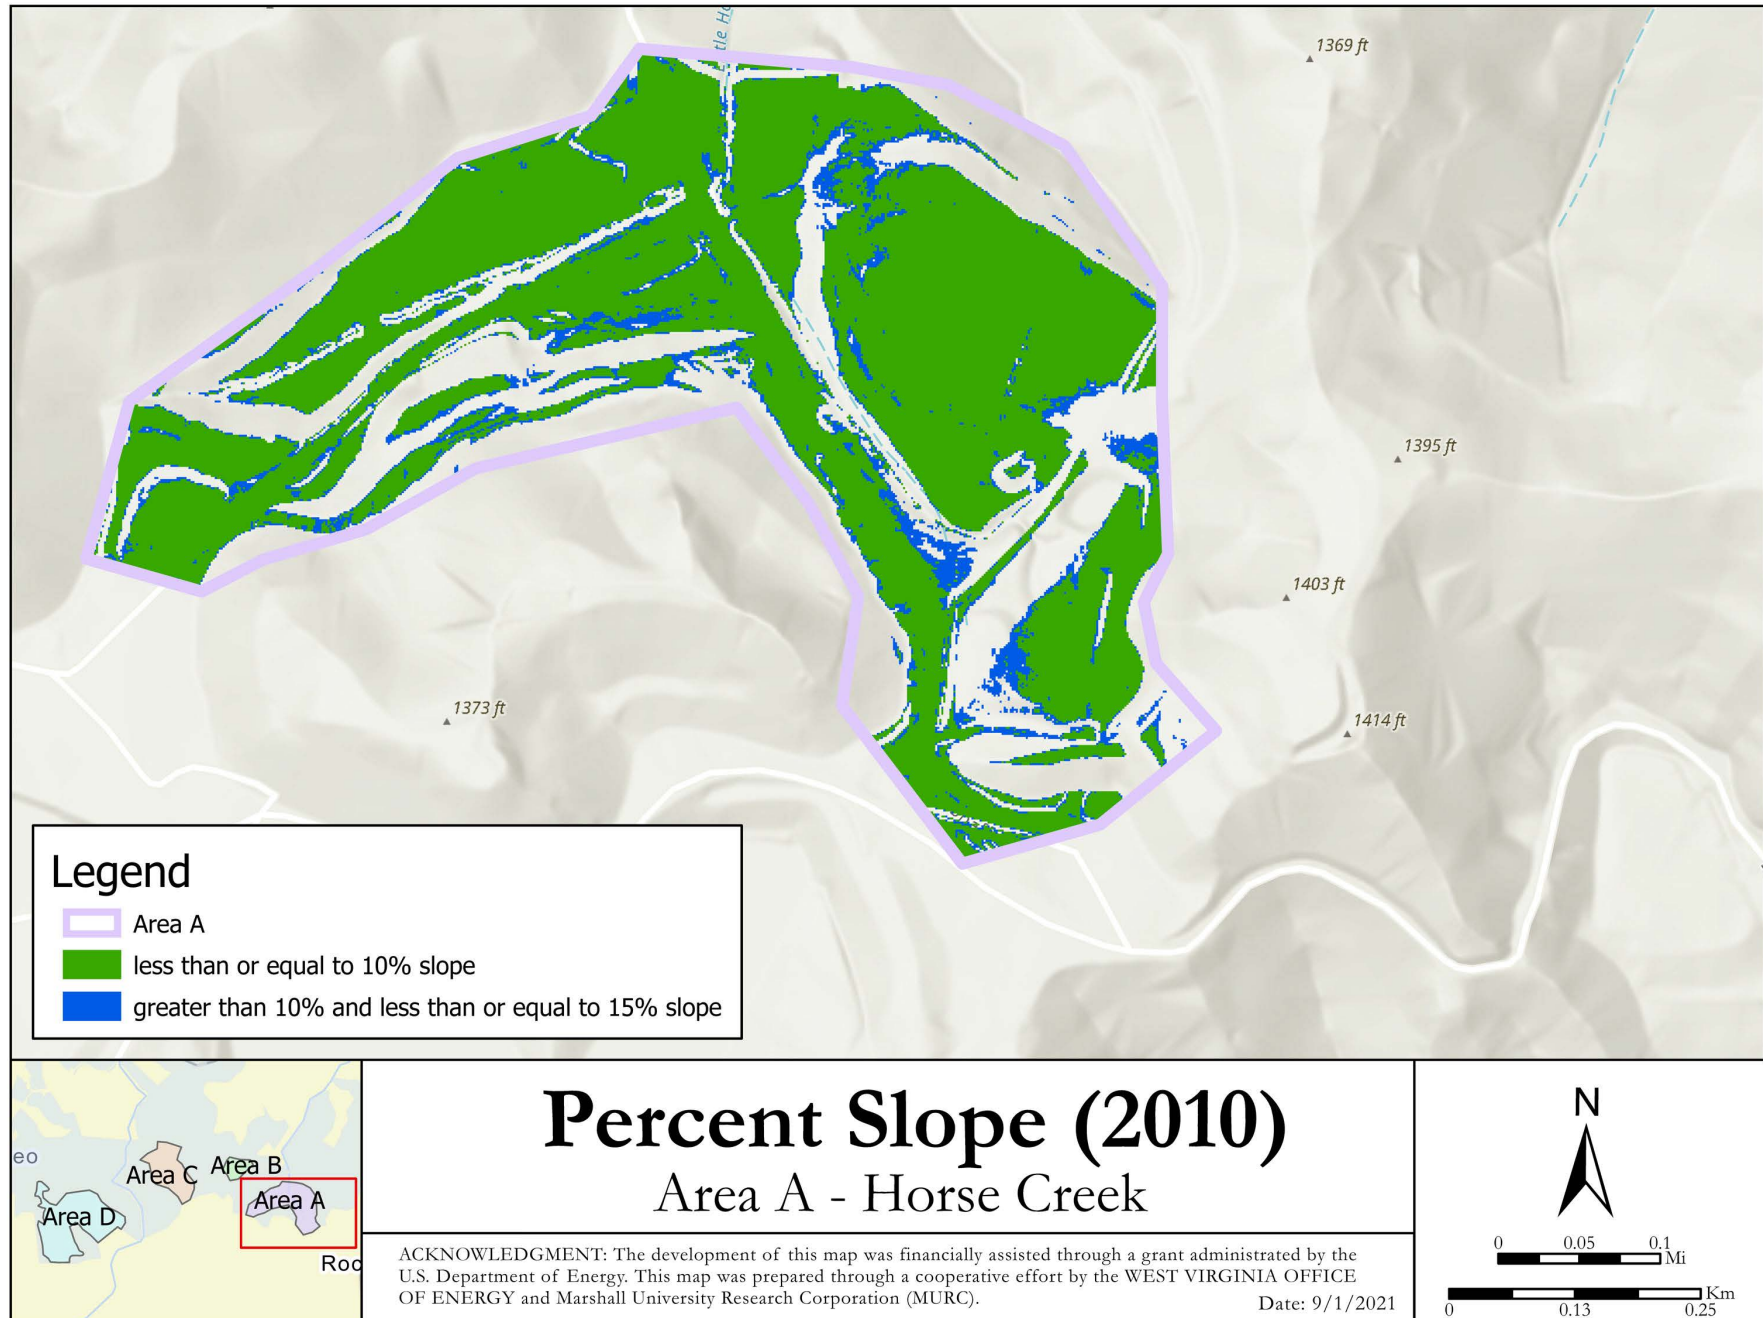 tle Ho
1369 ft
1395 ft
1403 ft
1373 ft
1414 ft
Legend
Area A
less than or equal to 10% slope
greater than 10% and less than or equal to 15% slope
eo
Area C
Area B
Area A
Area D
Roc
Percent Slope (2010)
Area A - Horse Creek
ACKNOWLEDGMENT: The development of this map was financially assisted through a grant administrated by the
U.S. Department of Energy. This map was prepared through a cooperative effort by the WEST VIRGINIA OFFICE
OF ENERGY and Marshall University Research Corporation (MURC).
Date: 9/1/2021
N
0 0.05 0.1
Mi
Km
0 0.13 0.25